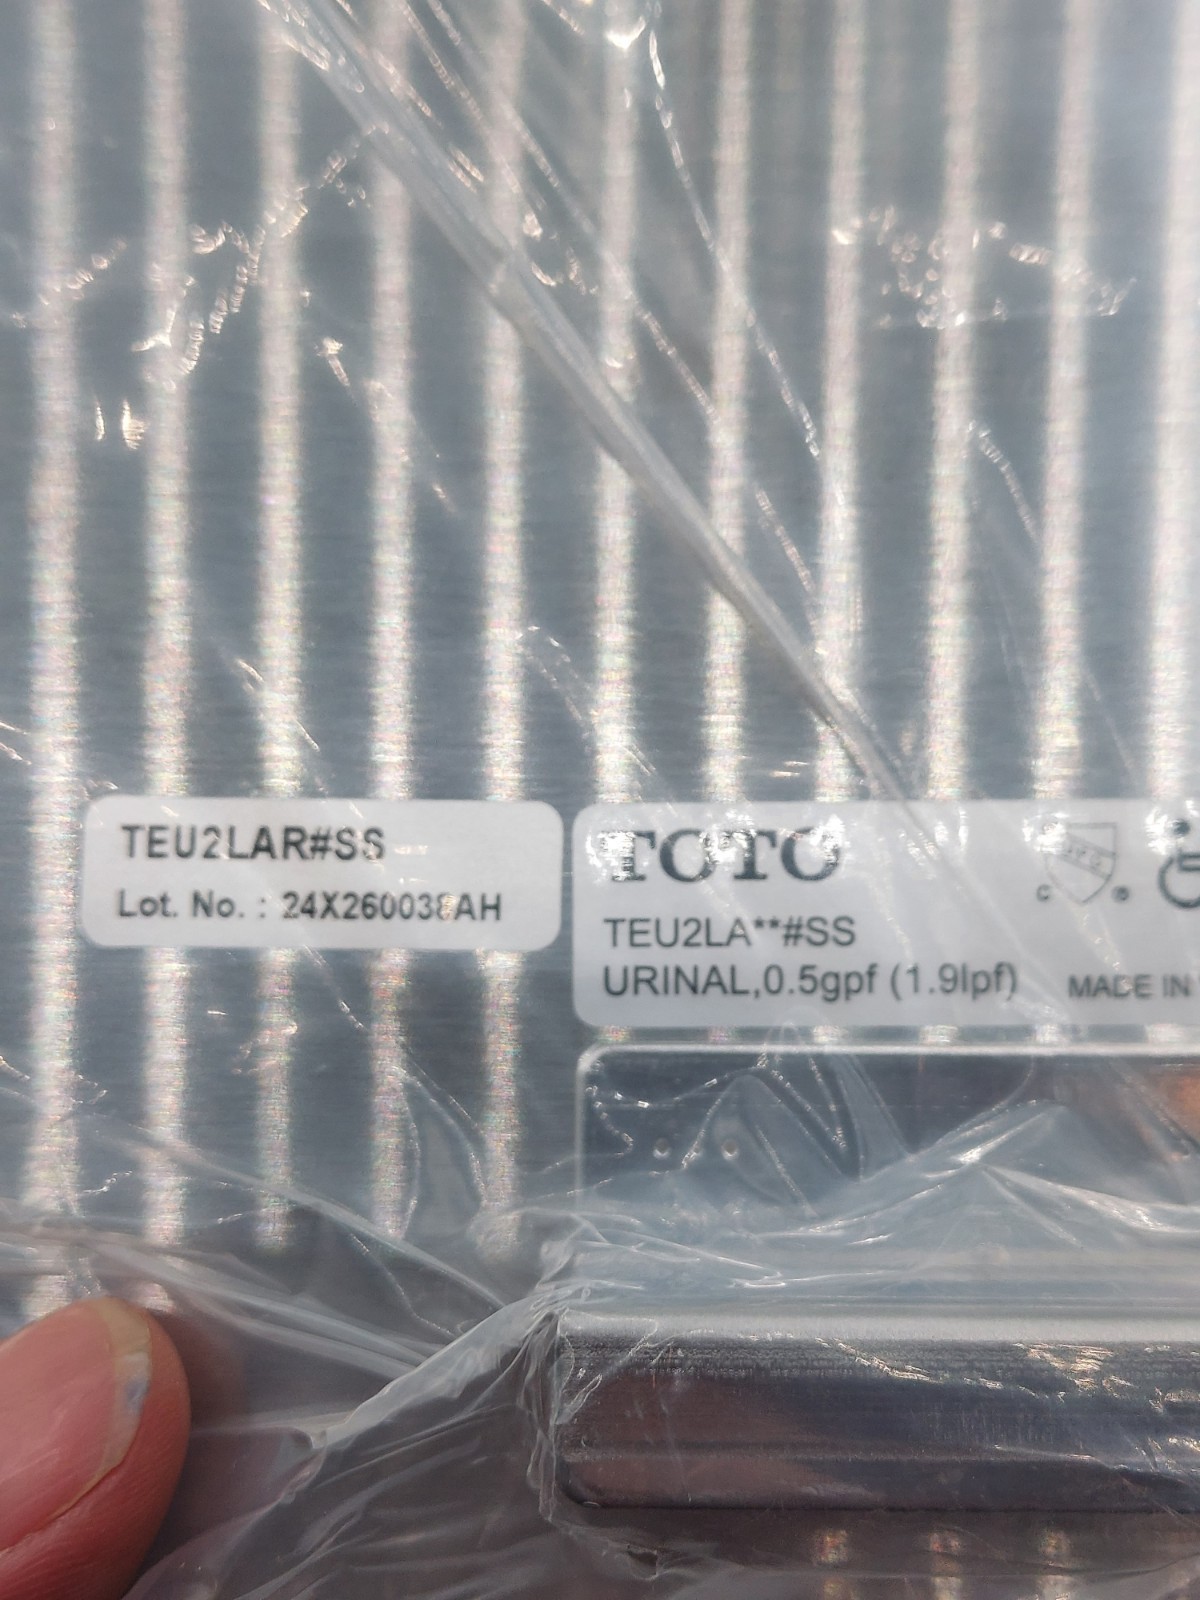 TEU2LAR#SS
Lot. No. : 24X260038AH
TOTO
TEU2LA**#SS
URINAL,0.5gpf (1.9lpf)
MADE IN